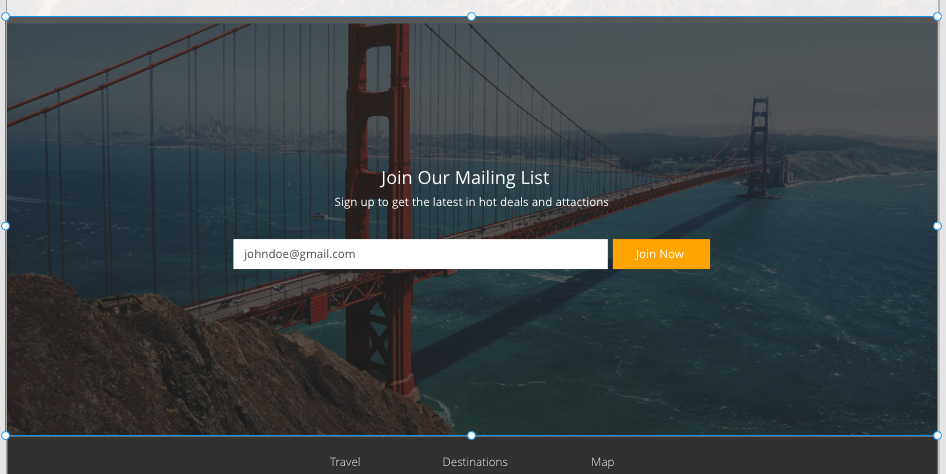 Join Our Mailing List
Sign up to get the latest in hot deals and attactions
johndoe@gmail.com Join Now
Travel Destinations Map